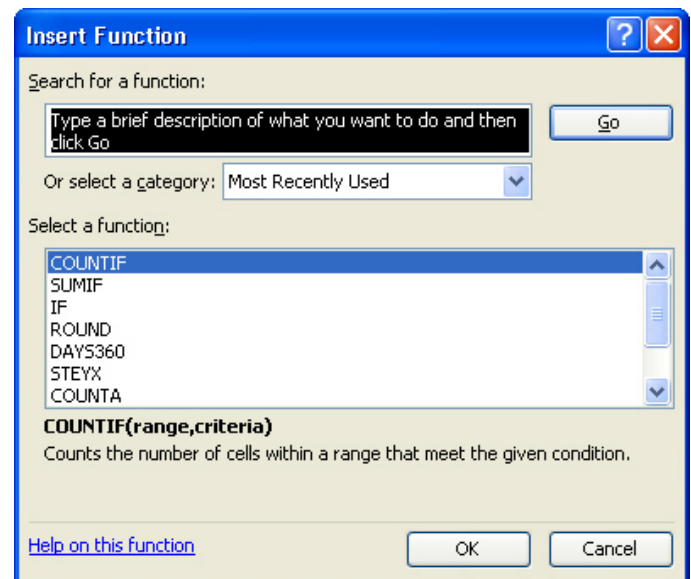 Insert Function
Search for a function:
Type a brief description of what you want to do and then
click Go
Go
Or select a category: Most Recently Used
Select a function:
COUNTIF
SUMIF
IF
ROUND
DAYS360
STEYX
COUNTA
COUNTIF(range,criteria)
Counts the number of cells within a range that meet the given condition.
Help on this function
OK
Cancel